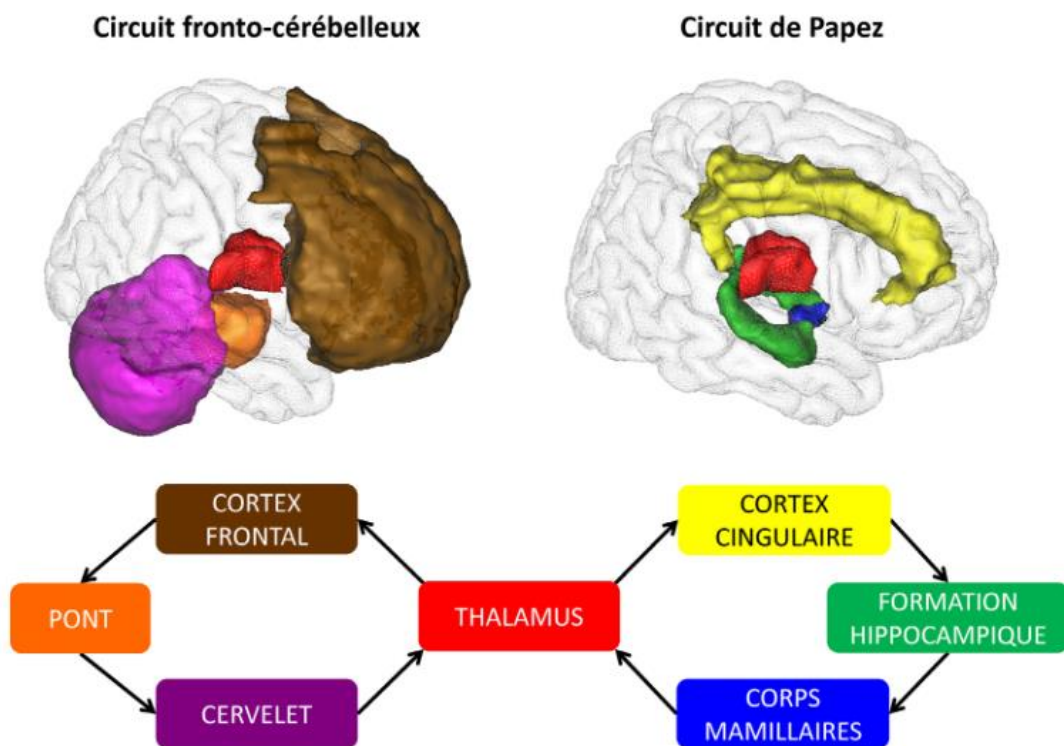 Circuit fronto-cérébelleux
Circuit de Papez
CORTEX
FRONTAL
CORTEX
CINGULAIRE
PONT
THALAMUS
FORMATION
HIPPOCAMPIQUE
CERVELET
CORPS
MAMILLAIRES